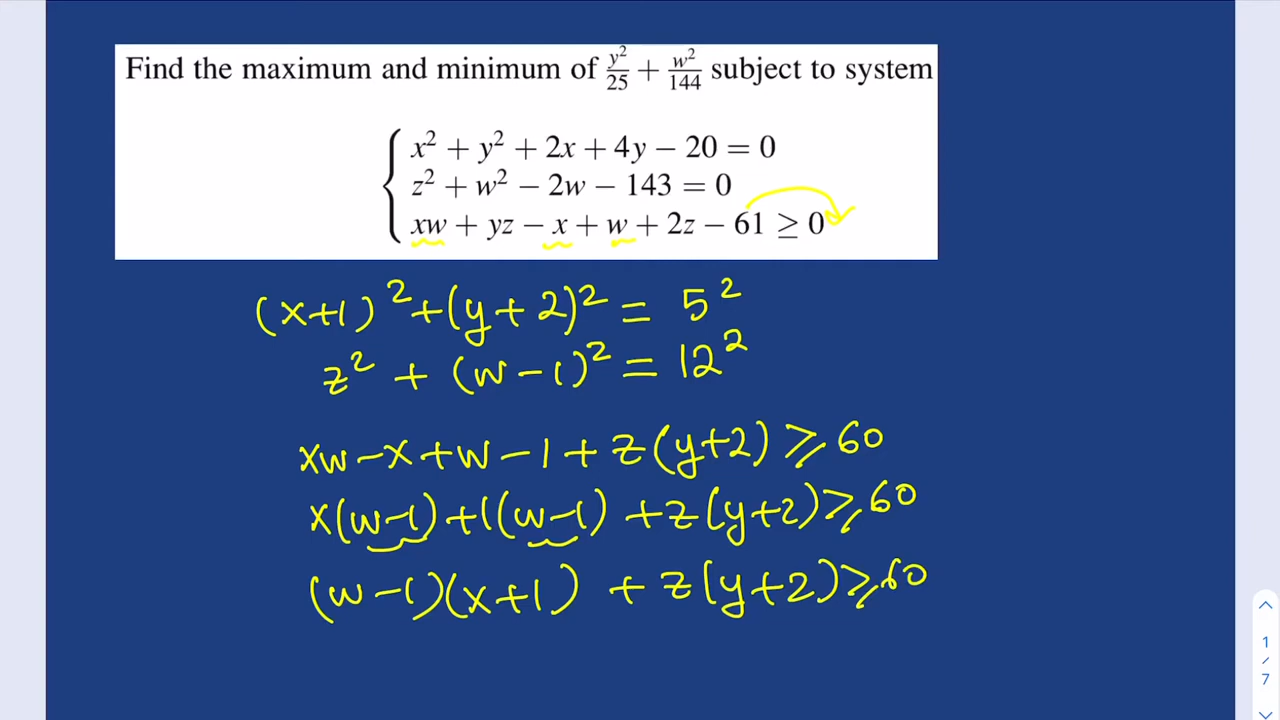 Find the maximum and minimum of y²/25 + w²/144 subject to system
x² + y² + 2x + 4y − 20 = 0
z² + w² − 2w − 143 = 0
xw + yz − x + w + 2z − 61 ≥ 0
(x+1)² + (y+2)² = 5²
z² + (w−1)² = 12²
xw − x + w − 1 + z(y+2) ≥ 60
x(w−1) + 1(w−1) + z(y+2) ≥ 60
(w−1)(x+1) + z(y+2) ≥ 60
1
/
7